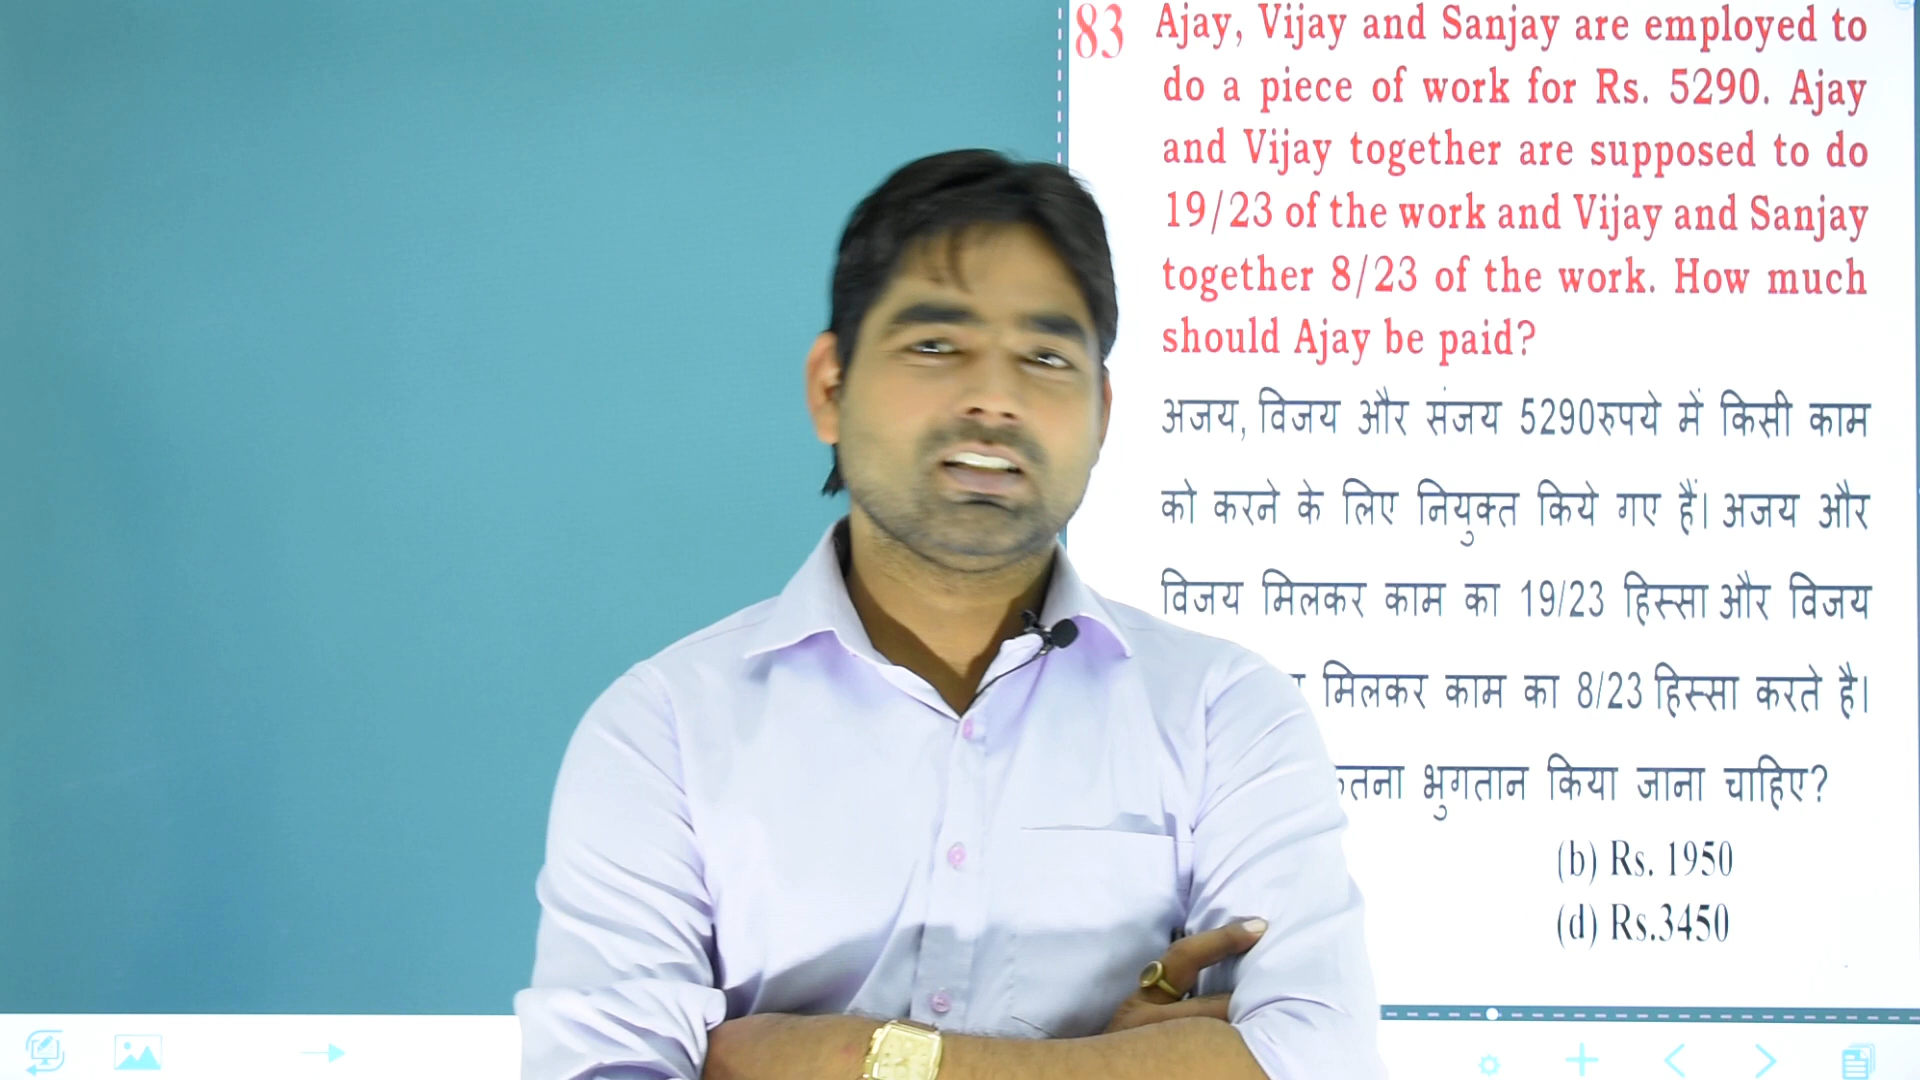 83 Ajay, Vijay and Sanjay are employed to
do a piece of work for Rs. 5290. Ajay
and Vijay together are supposed to do
19/23 of the work and Vijay and Sanjay
together 8/23 of the work. How much
should Ajay be paid?
अजय, विजय और संजय 5290रुपये में किसी काम
को करने के लिए नियुक्त किये गए हैं। अजय और
विजय मिलकर काम का 19/23 हिस्सा और विजय
मिलकर काम का 8/23 हिस्सा करते है।
भुगतान किया जाना चाहिए?
(b) Rs. 1950
(d) Rs.3450